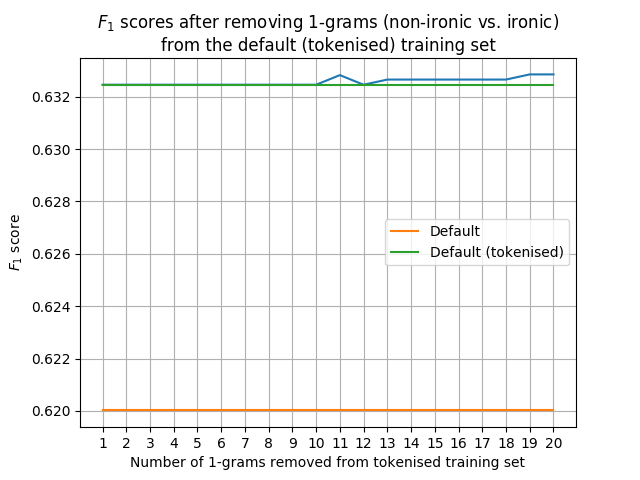 F₁ scores after removing 1-grams (non-ironic vs. ironic)
from the default (tokenised) training set
F₁ score
0.632
0.630
0.628
0.626
0.624
0.622
0.620
Default
Default (tokenised)
1 2 3 4 5 6 7 8 9 10 11 12 13 14 15 16 17 18 19 20
Number of 1-grams removed from tokenised training set